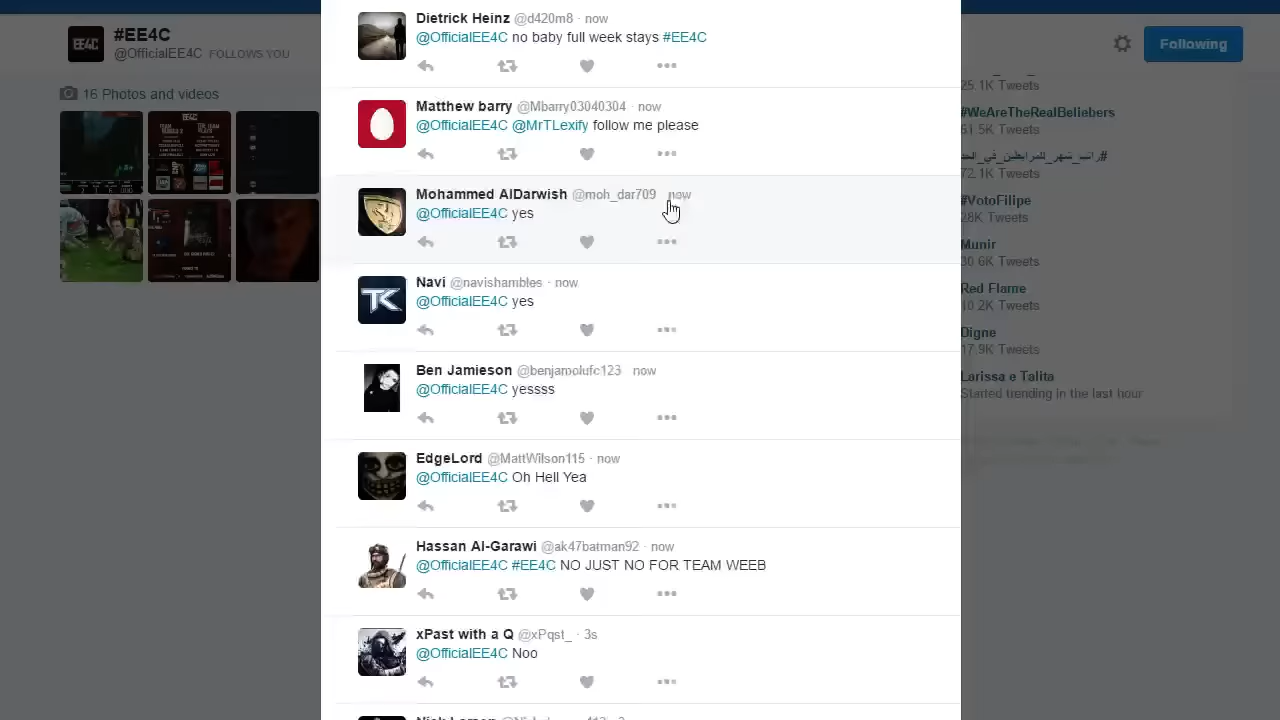 #EE4C
@OfficialEE4C FOLLOWS YOU
16 Photos and videos
Dietrick Heinz @d420m8 · now
@OfficialEE4C no baby full week stays #EE4C
Matthew barry @Mbarry03040304 · now
@OfficialEE4C @MrTLexify follow me please
Mohammed AlDarwish @moh_dar709 now
@OfficialEE4C yes
Navi @navishambles · now
@OfficialEE4C yes
Ben Jamieson @benjamolufc123 now
@OfficialEE4C yessss
EdgeLord @MattWilson115 · now
@OfficialEE4C Oh Hell Yea
Hassan Al-Garawi @ak47batman92 · now
@OfficialEE4C #EE4C NO JUST NO FOR TEAM WEEB
xPast with a Q @xPqst_ · 3s
@OfficialEE4C Noo
Following
25.1K Tweets
#WeAreTheRealBeliebers
61.5K Tweets
72.1K Tweets
#VotoFilipe
28K Tweets
Munir
30.6K Tweets
Red Flame
10.2K Tweets
Digne
17.9K Tweets
Larissa e Talita
Started trending in the last hour